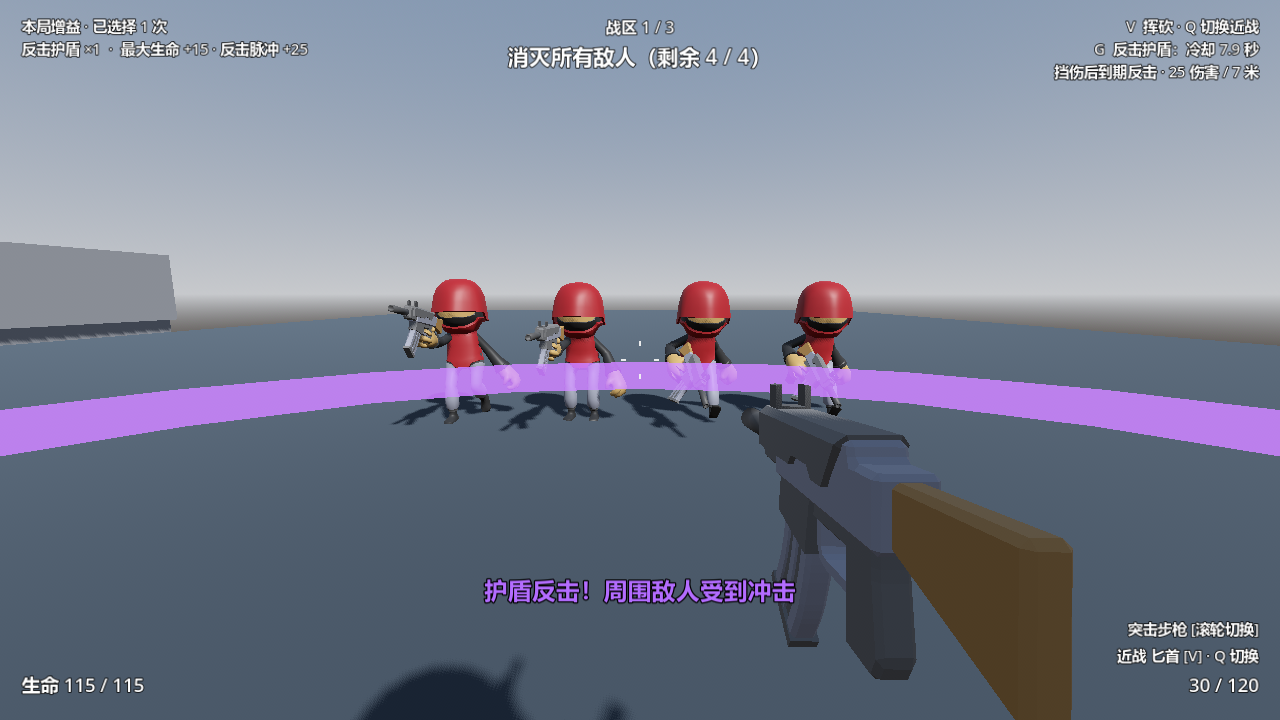 本局增益 · 已选择 1 次
反击护盾 ×1 · 最大生命 +15 · 反击脉冲 +25
战区 1 / 3
消灭所有敌人（剩余 4 / 4）
V 挥砍 · Q 切换近战
G 反击护盾：冷却 7.9 秒
挡伤后到期反击 · 25 伤害 / 7 米
护盾反击！周围敌人受到冲击
突击步枪 [滚轮切换]
近战 匕首 [V] · Q 切换
生命 115 / 115
30 / 120